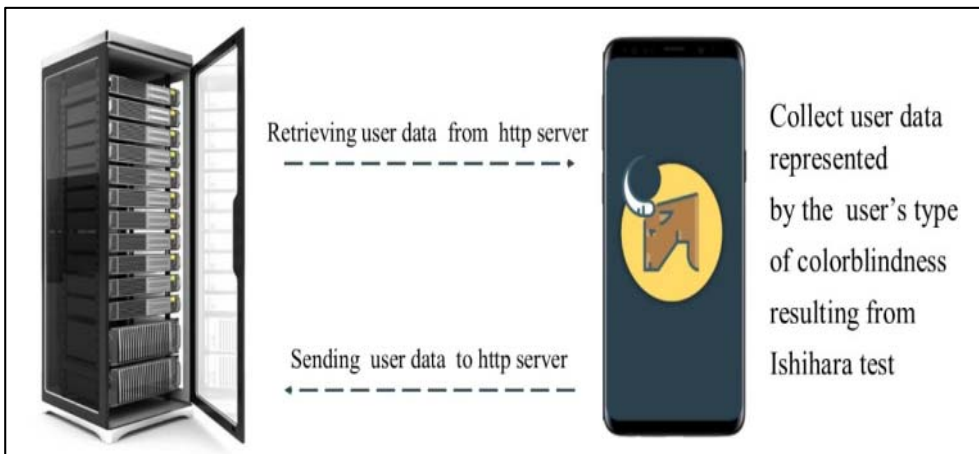 Retrieving user data from http server
Sending user data to http server
Collect user data
represented
by the user's type
of colorblindness
resulting from
Ishihara test